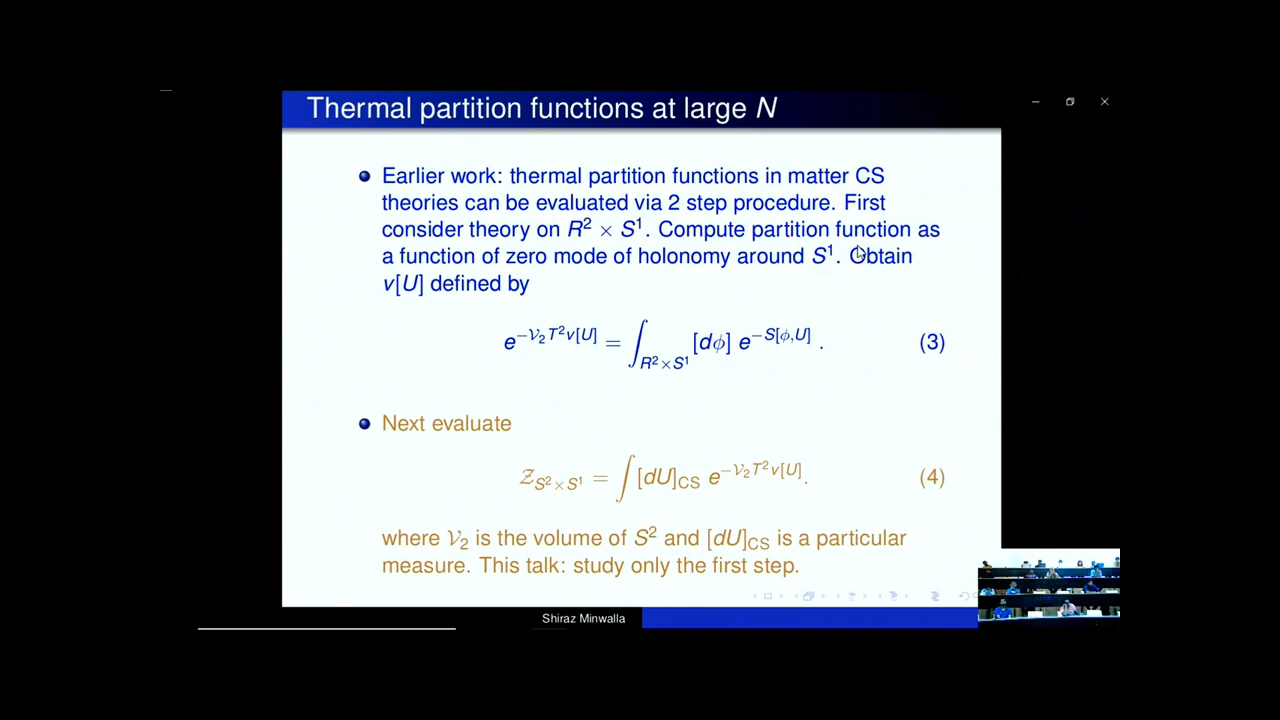 Thermal partition functions at large N
Earlier work: thermal partition functions in matter CS
theories can be evaluated via 2 step procedure. First
consider theory on R² × S¹. Compute partition function as
a function of zero mode of holonomy around S¹. Obtain
v[U] defined by
e^{-𝒱₂T²v[U]} = ∫_{R²×S¹} [dϕ] e^{-S[ϕ,U]} . (3)
Next evaluate
𝒵_{S²×S¹} = ∫ [dU]_{CS} e^{-𝒱₂T²v[U]}. (4)
where 𝒱₂ is the volume of S² and [dU]_{CS} is a particular
measure. This talk: study only the first step.
Shiraz Minwalla